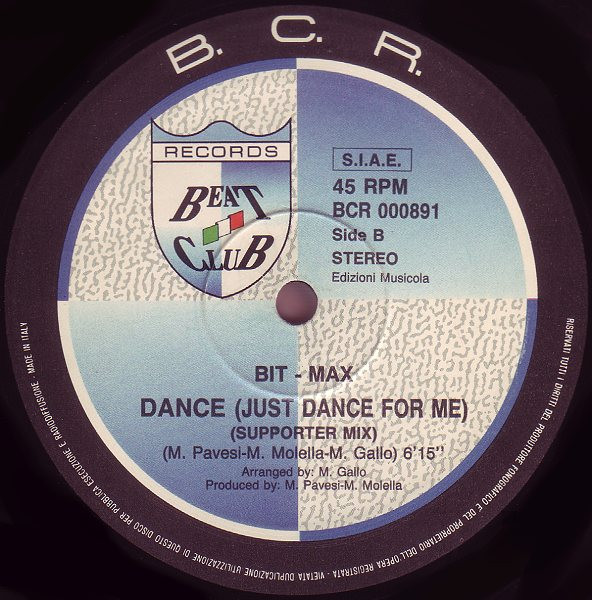 B. C. R.
RECORDS
BEAT
CLUB
S.I.A.E.
45 RPM
BCR 000891
Side B
STEREO
Edizioni Musicola
BIT - MAX
DANCE (JUST DANCE FOR ME)
(SUPPORTER MIX)
(M. Pavesi-M. Molella-M. Gallo) 6'15''
Arranged by: M. Gallo
Produced by: M. Pavesi-M. Molella
RISERVATI TUTTI I DIRITTI DEL PRODUTTORE FONOGRAFICO E DEL PROPRIETARIO DELL'OPERA REGISTRATA - VIETATA DUPLICAZIONE UTILIZZAZIONE DI QUESTO DISCO PER PUBBLICA ESECUZIONE E RADIODIFFUSIONE. MADE IN ITALY